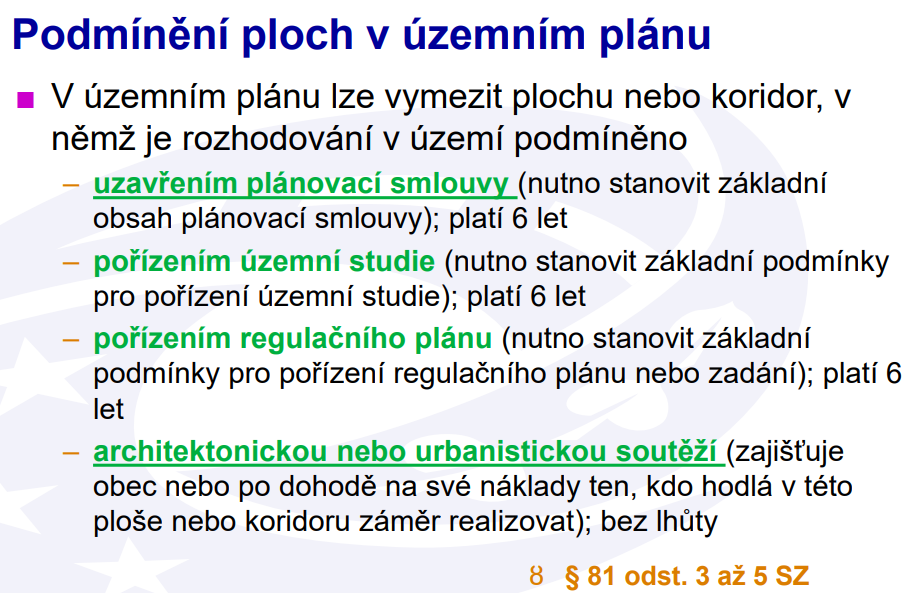 Podmínění ploch v územním plánu
■ V územním plánu lze vymezit plochu nebo koridor, v
němž je rozhodování v území podmíněno
– uzavřením plánovací smlouvy (nutno stanovit základní
obsah plánovací smlouvy); platí 6 let
– pořízením územní studie (nutno stanovit základní podmínky
pro pořízení územní studie); platí 6 let
– pořízením regulačního plánu (nutno stanovit základní
podmínky pro pořízení regulačního plánu nebo zadání); platí 6
let
– architektonickou nebo urbanistickou soutěží (zajišťuje
obec nebo po dohodě na své náklady ten, kdo hodlá v této
ploše nebo koridoru záměr realizovat); bez lhůty
8 § 81 odst. 3 až 5 SZ